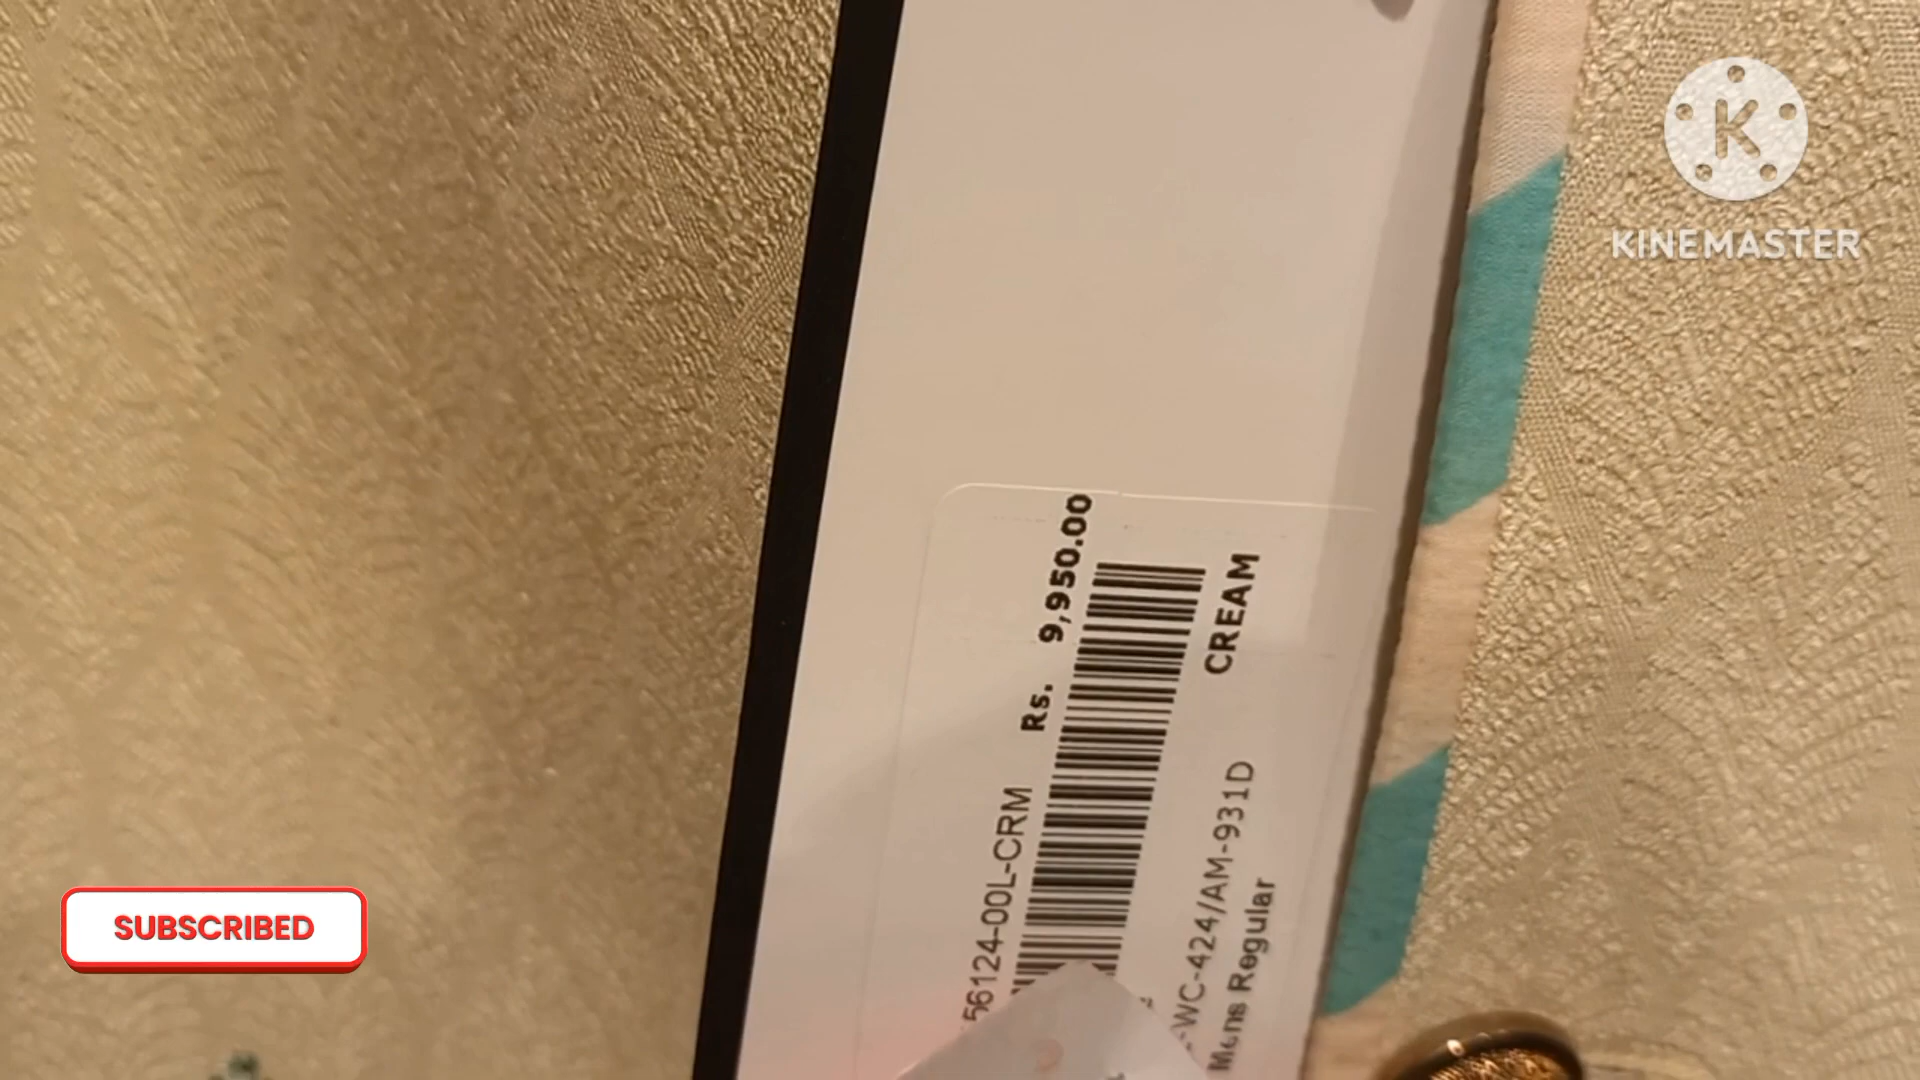 KINEMASTER
Rs. 9,950.00
56124-00L-CRM
CREAM
WC-424/AM-931D
Mens Regular
SUBSCRIBED